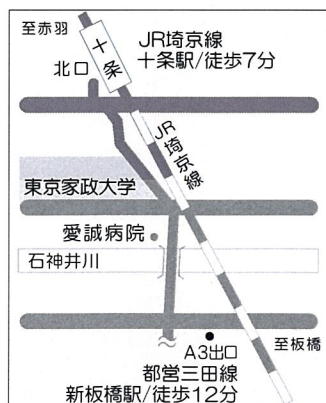 至赤羽
十条
JR埼京線
十条駅/徒歩7分
北口
JR埼京線
東京家政大学
愛誠病院
石神井川
至板橋
A3出口
都営三田線
新板橋駅/徒歩12分